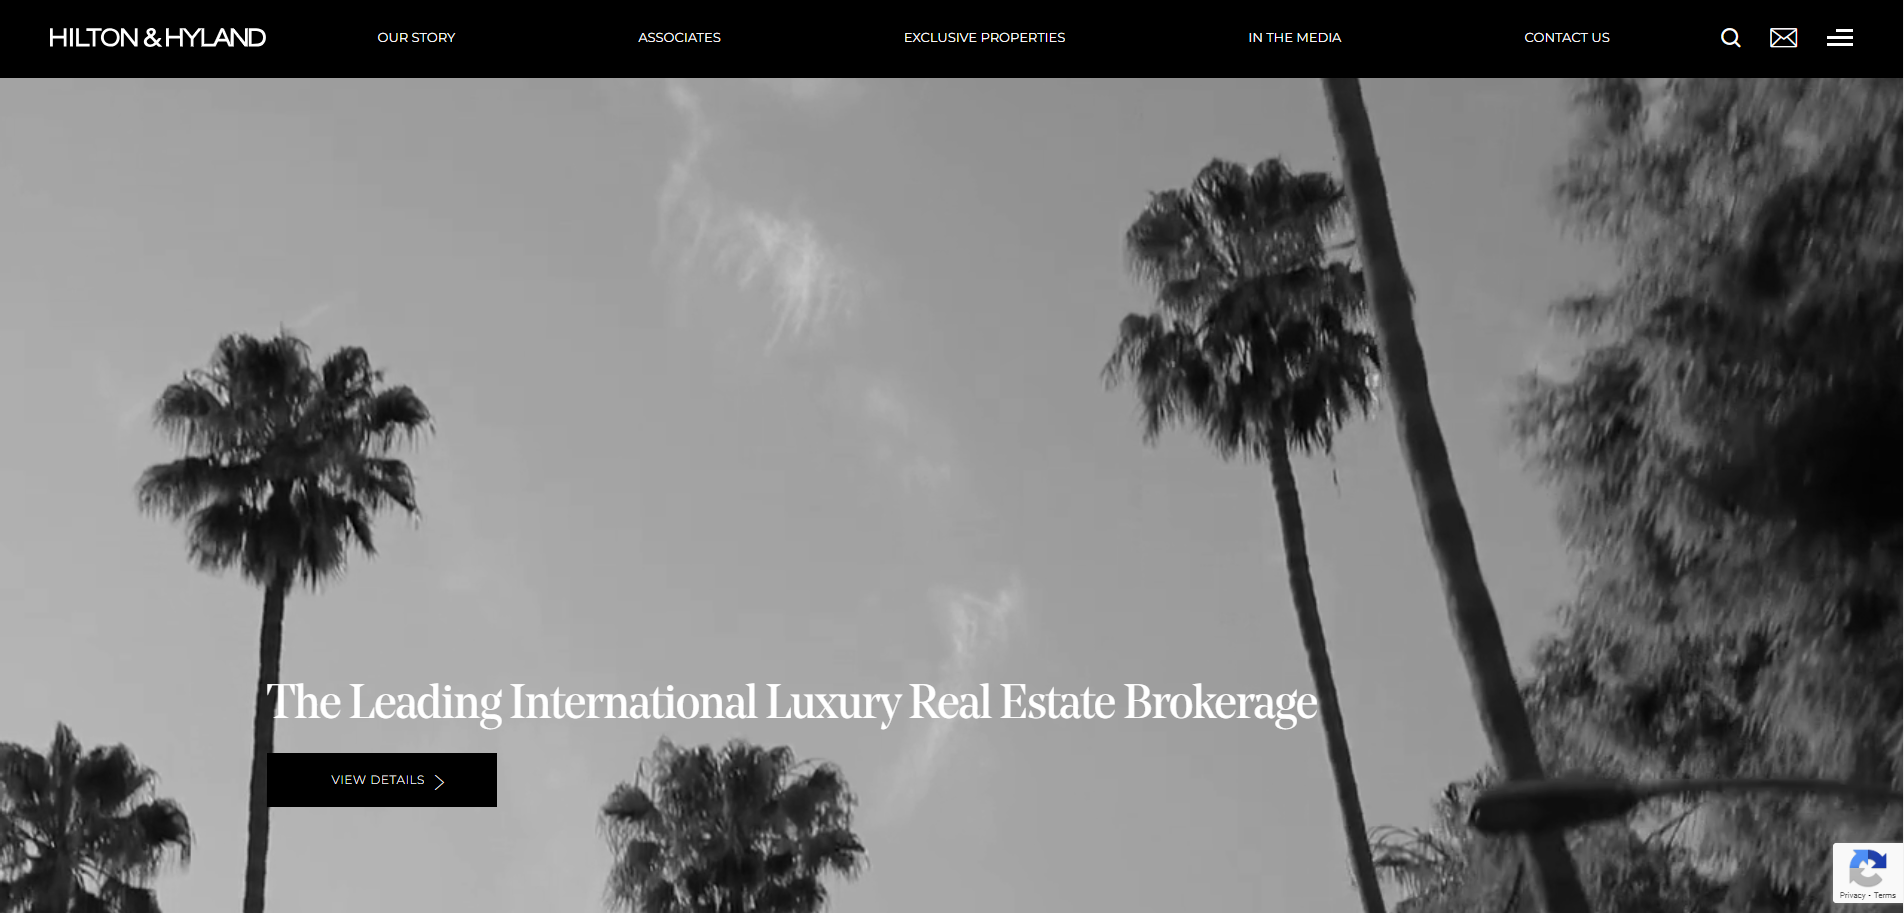 HILTON & HYLAND
OUR STORY
ASSOCIATES
EXCLUSIVE PROPERTIES
IN THE MEDIA
CONTACT US
The Leading International Luxury Real Estate Brokerage
VIEW DETAILS
Privacy - Terms